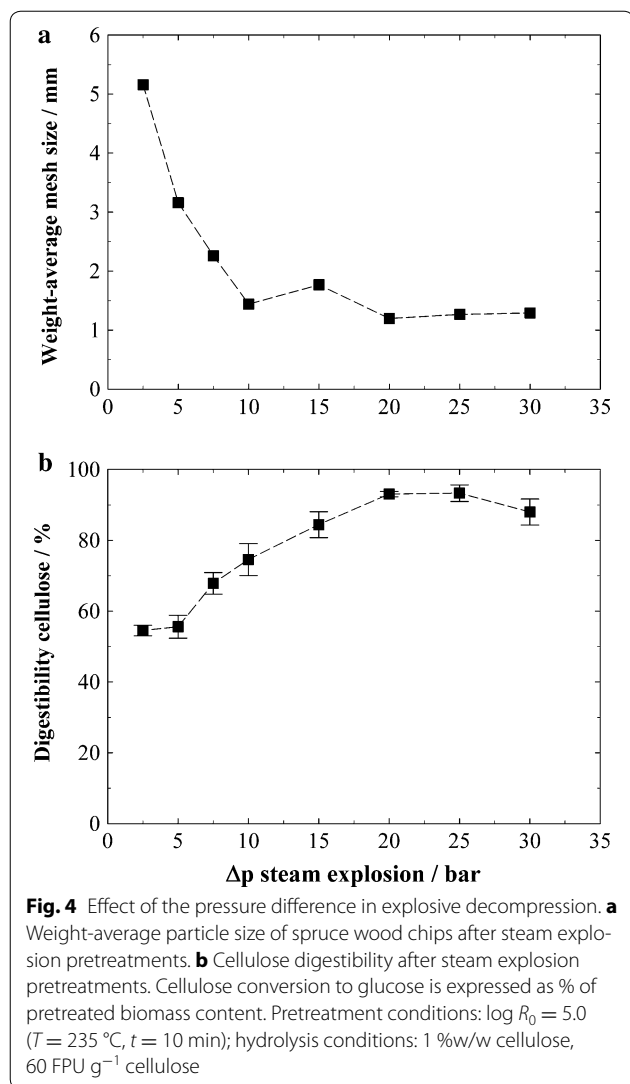 a
Weight-average mesh size / mm
6
5
4
3
2
1
0
0 5 10 15 20 25 30 35
b
Digestibility cellulose / %
100
80
60
40
20
0
0 5 10 15 20 25 30 35
Δp steam explosion / bar
Fig. 4 Effect of the pressure difference in explosive decompression. a
Weight-average particle size of spruce wood chips after steam explo-
sion pretreatments. b Cellulose digestibility after steam explosion
pretreatments. Cellulose conversion to glucose is expressed as % of
pretreated biomass content. Pretreatment conditions: log R₀ = 5.0
(T = 235 °C, t = 10 min); hydrolysis conditions: 1 %w/w cellulose,
60 FPU g⁻¹ cellulose